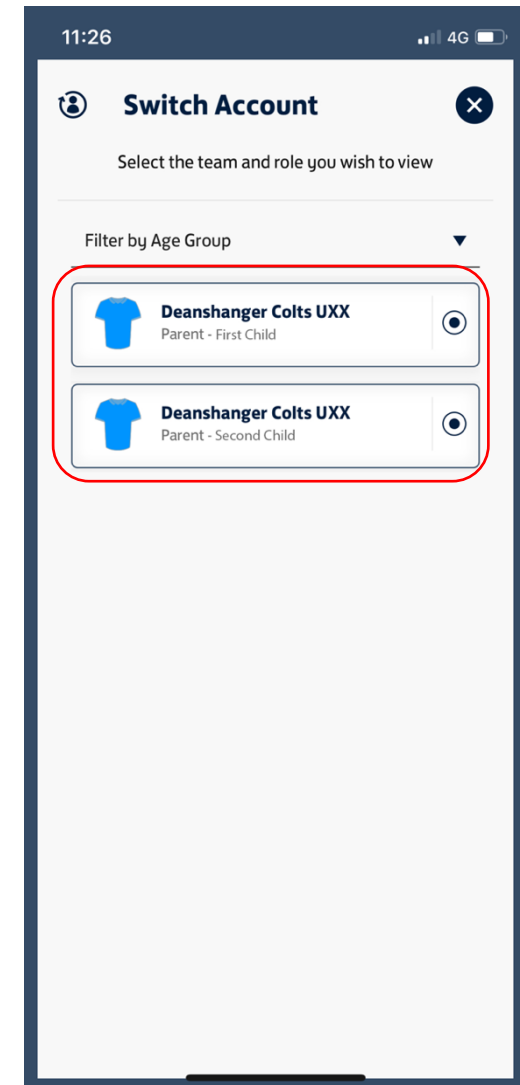 11:26
4G
Switch Account
Select the team and role you wish to view
Filter by Age Group
Deanshanger Colts UXX
Parent - First Child
Deanshanger Colts UXX
Parent - Second Child